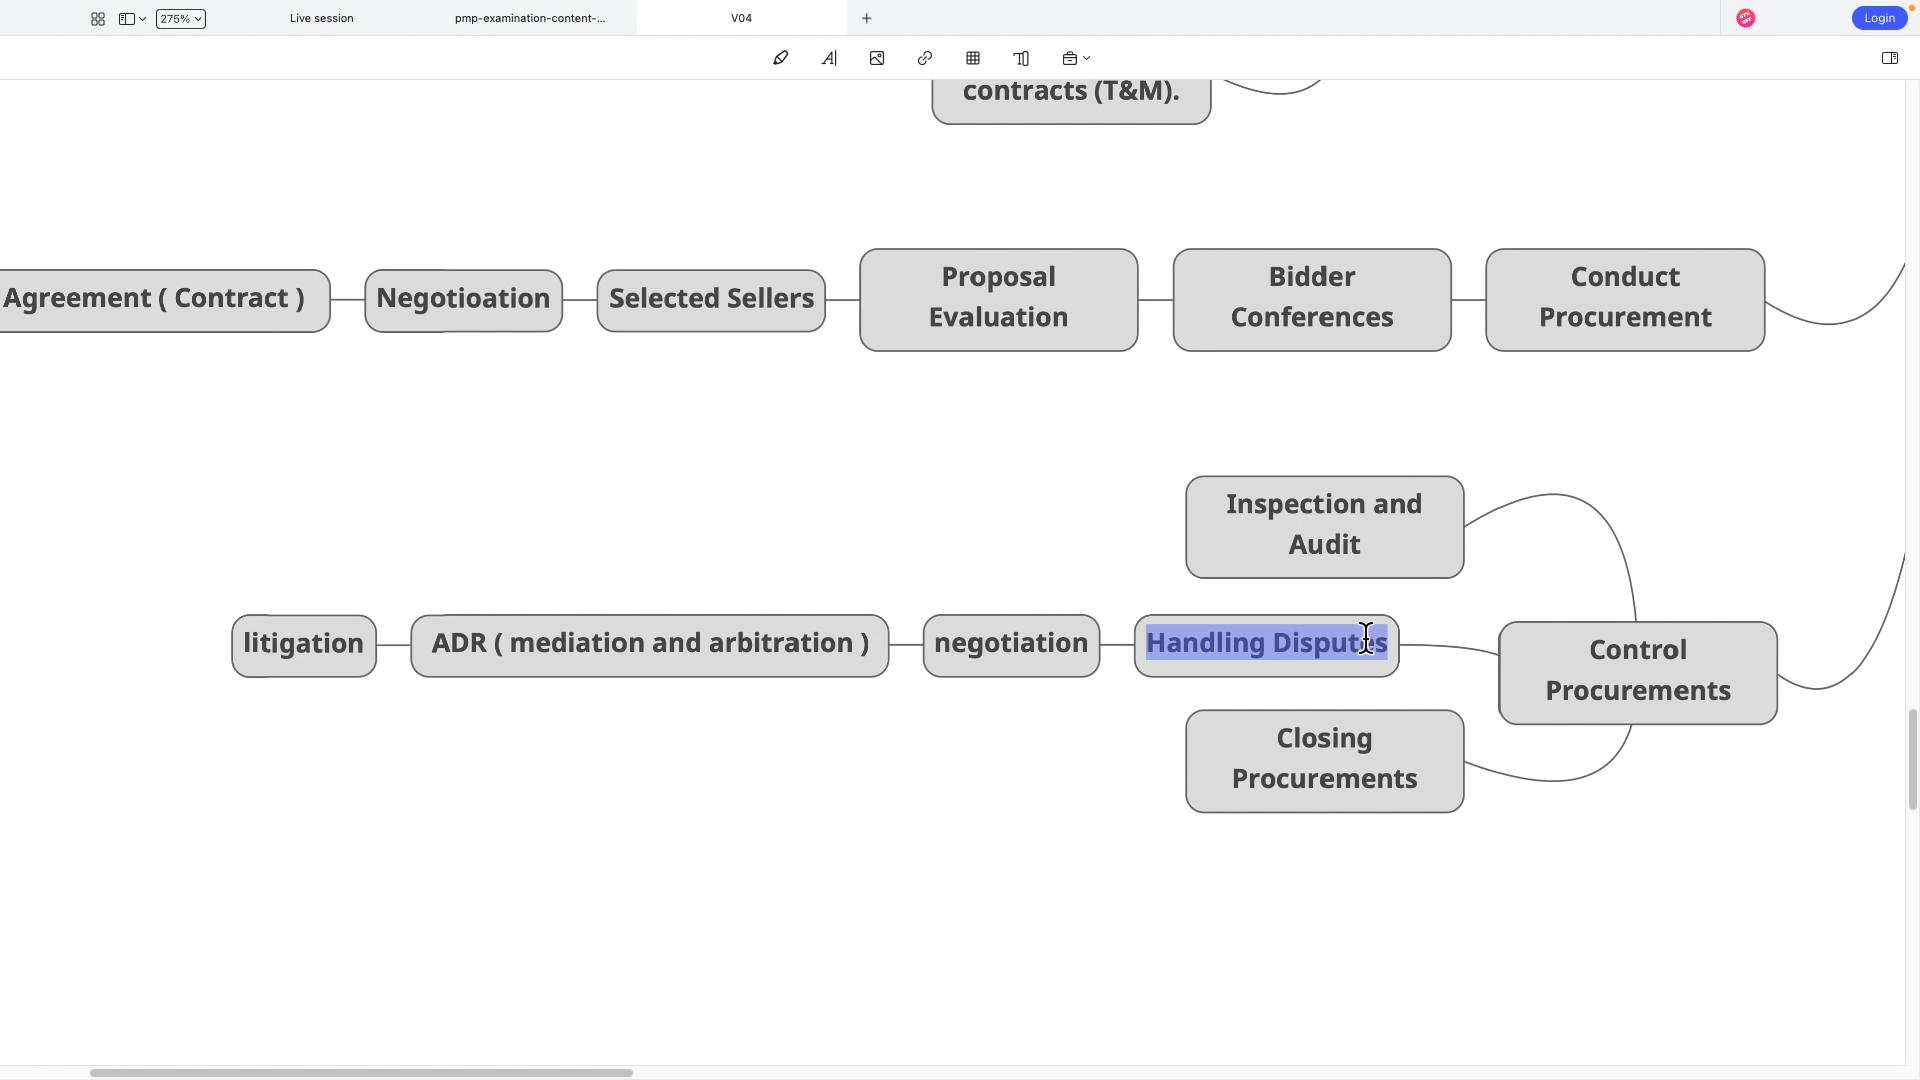 275%
Live session
pmp-examination-content-...
V04
Login
contracts (T&M).
Agreement ( Contract )
Negotioation
Selected Sellers
Proposal
Evaluation
Bidder
Conferences
Conduct
Procurement
Inspection and
Audit
litigation
ADR ( mediation and arbitration )
negotiation
Handling Disputes
Control
Procurements
Closing
Procurements